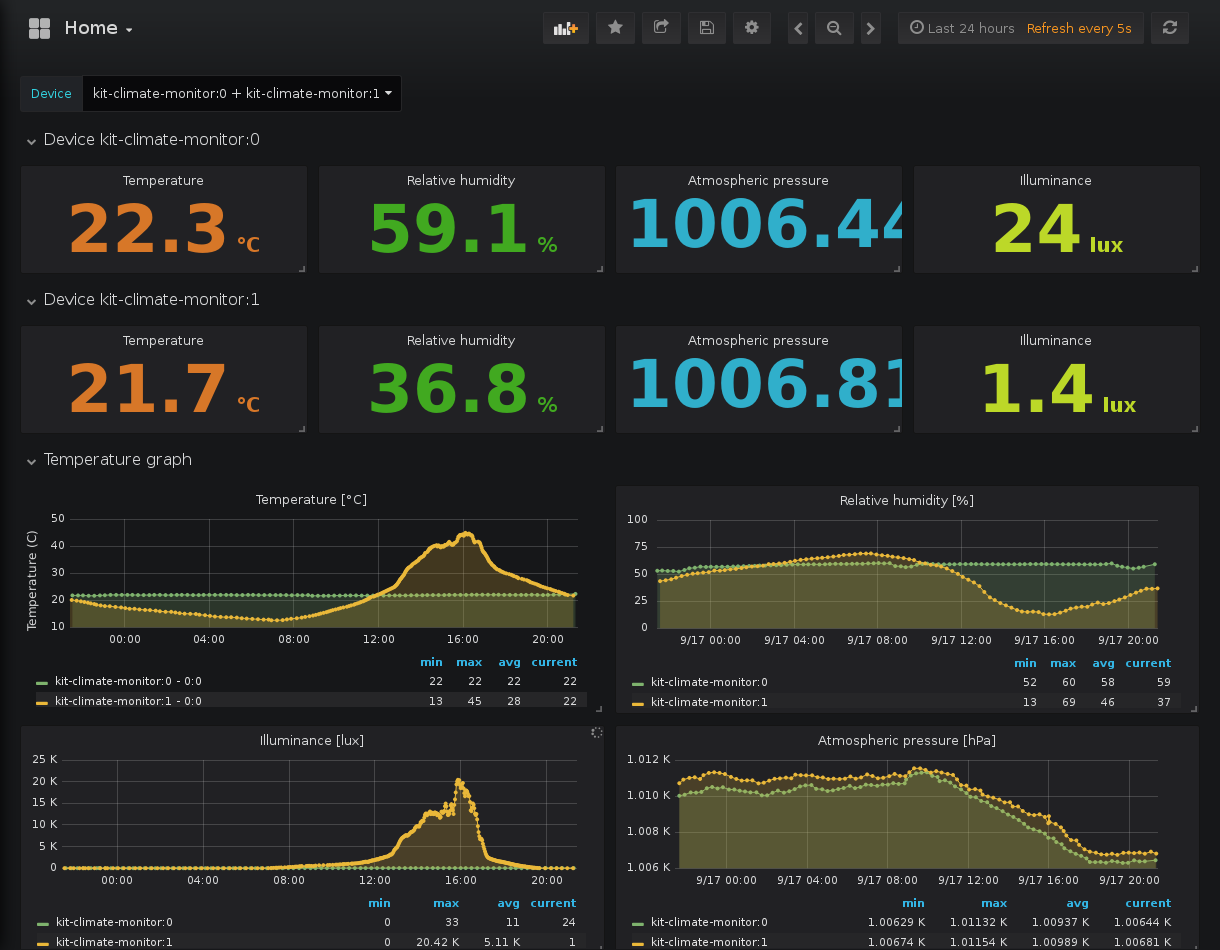 Home
Last 24 hours Refresh every 5s
Device kit-climate-monitor:0 + kit-climate-monitor:1
Device kit-climate-monitor:0
Temperature Relative humidity Atmospheric pressure Illuminance
22.3 °C 59.1 % 1006.44 24 lux
Device kit-climate-monitor:1
Temperature Relative humidity Atmospheric pressure Illuminance
21.7 °C 36.8 % 1006.81 1.4 lux
Temperature graph
Temperature [°C]
Temperature (C)
50
40
30
20
10
00:00 04:00 08:00 12:00 16:00 20:00
min max avg current
kit-climate-monitor:0 - 0:0 22 22 22 22
kit-climate-monitor:1 - 0:0 13 45 28 22
Relative humidity [%]
100
75
50
25
0
9/17 00:00 9/17 04:00 9/17 08:00 9/17 12:00 9/17 16:00 9/17 20:00
min max avg current
kit-climate-monitor:0 52 60 58 59
kit-climate-monitor:1 13 69 46 37
Illuminance [lux]
25 K
20 K
15 K
10 K
5 K
0
00:00 04:00 08:00 12:00 16:00 20:00
min max avg current
kit-climate-monitor:0 0 33 11 24
kit-climate-monitor:1 0 20.42 K 5.11 K 1
Atmospheric pressure [hPa]
1.012 K
1.010 K
1.008 K
1.006 K
9/17 00:00 9/17 04:00 9/17 08:00 9/17 12:00 9/17 16:00 9/17 20:00
min max avg current
kit-climate-monitor:0 1.00629 K 1.01132 K 1.00937 K 1.00644 K
kit-climate-monitor:1 1.00674 K 1.01154 K 1.00989 K 1.00681 K